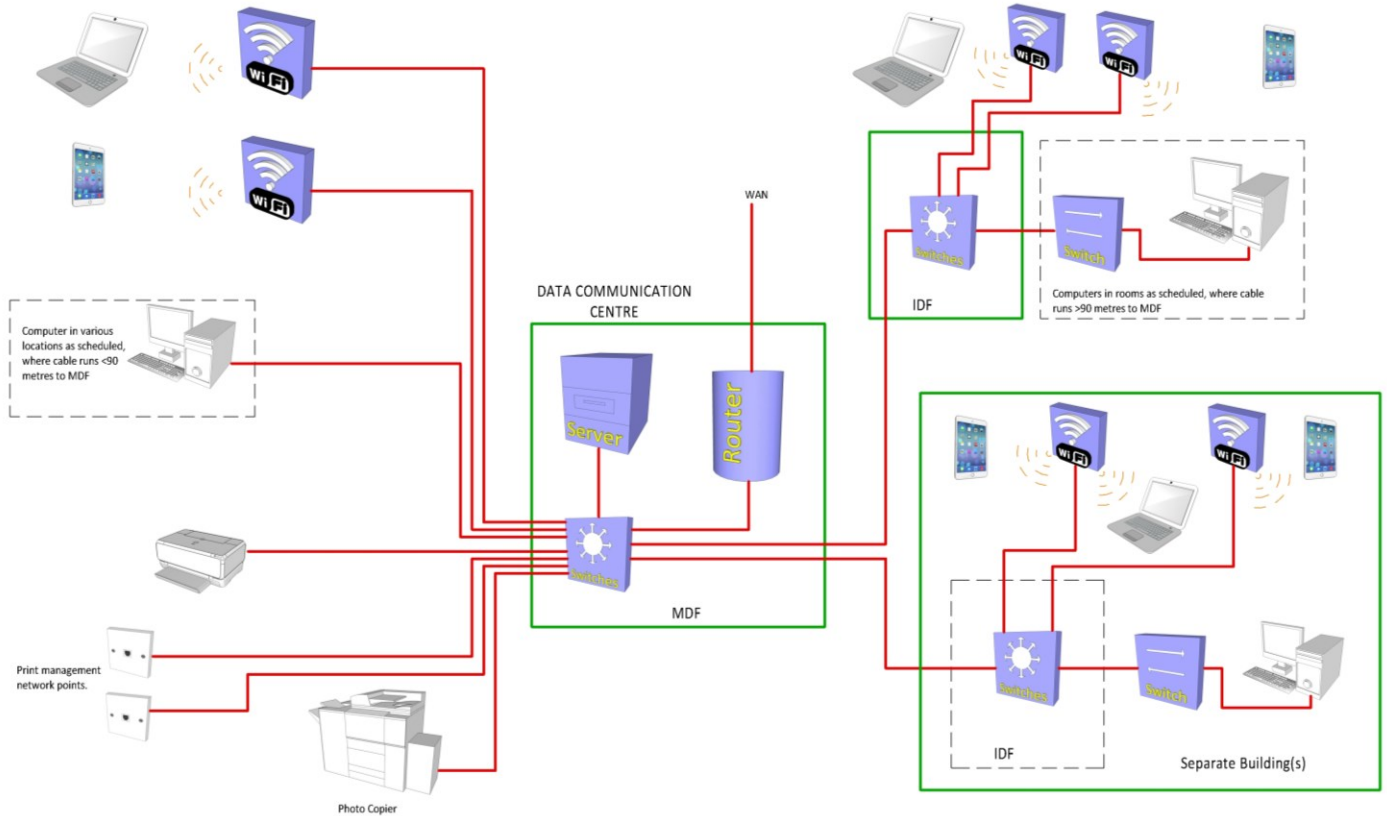 Wi Fi
Wi Fi
Wi Fi
Wi Fi
WAN
Switches
Switch
IDF
Computers in rooms as scheduled, where cable
runs >90 metres to MDF
DATA COMMUNICATION
CENTRE
Computer in various
locations as scheduled,
where cable runs <90
metres to MDF
Server
Router
Switches
MDF
Wi Fi
Wi Fi
Print management
network points.
Switches
Switch
IDF
Separate Building(s)
Photo Copier